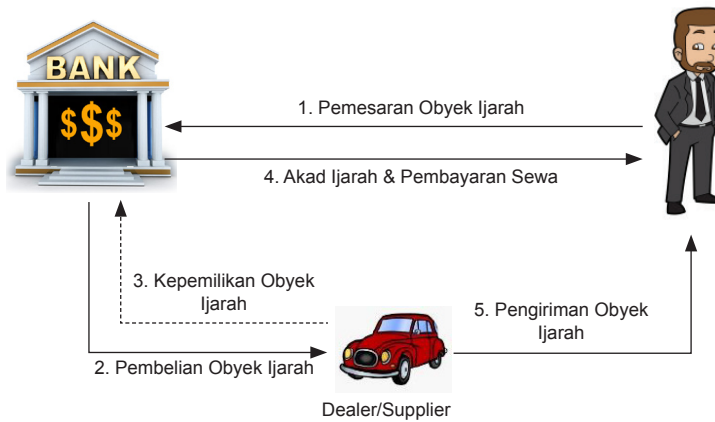 BANK
$$$
1. Pemesaran Obyek Ijarah
4. Akad Ijarah & Pembayaran Sewa
3. Kepemilikan Obyek
Ijarah
5. Pengiriman Obyek
Ijarah
2. Pembelian Obyek Ijarah
Dealer/Supplier